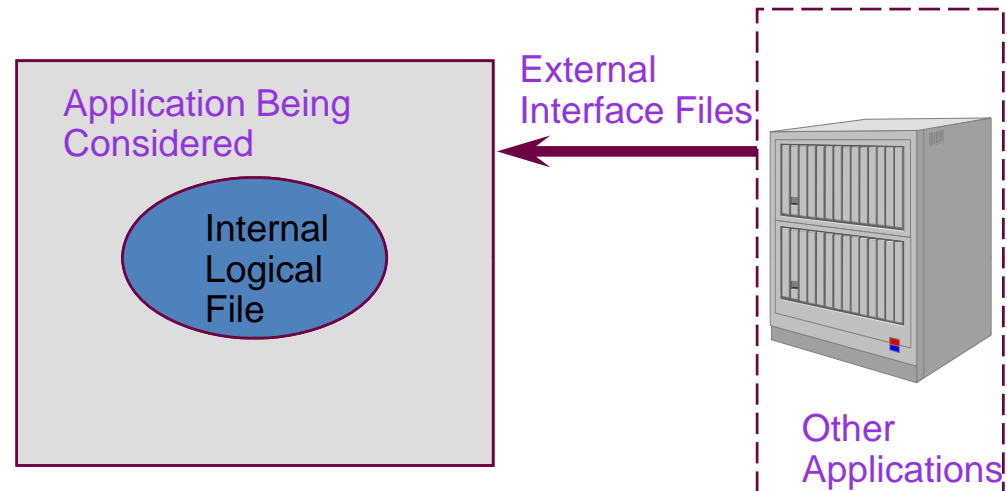 Application Being
Considered
Internal
Logical
File
External
Interface Files
Other
Applications